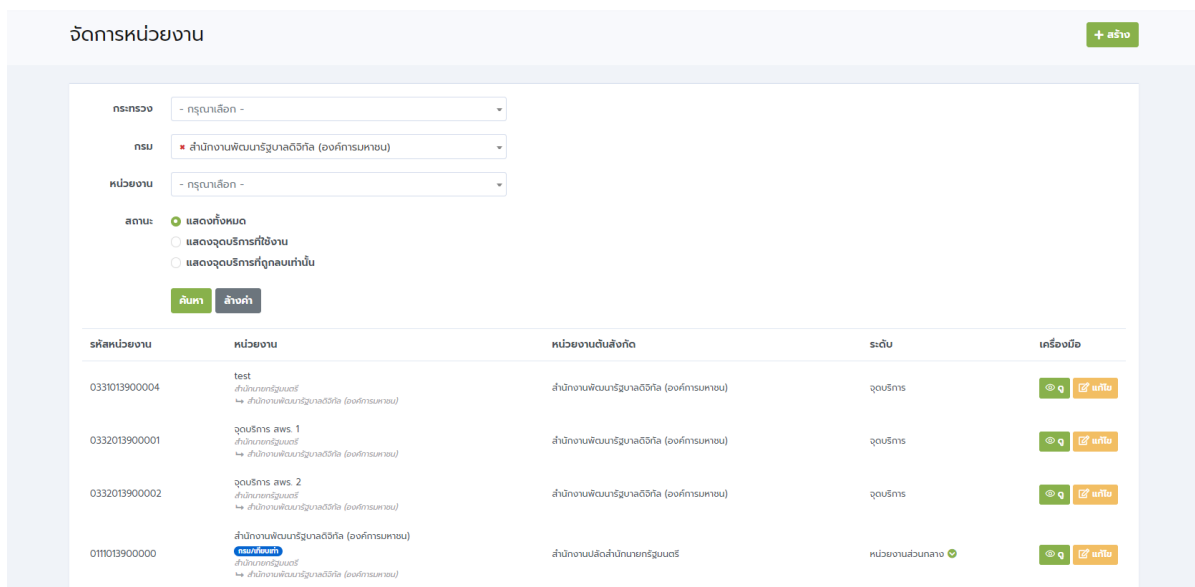 จัดการหน่วยงาน
+ สร้าง
กระทรวง - กรุณาเลือก -
กรม × สำนักงานพัฒนารัฐบาลดิจิทัล (องค์การมหาชน)
หน่วยงาน - กรุณาเลือก -
สถานะ แสดงทั้งหมด
แสดงจุดบริการที่ใช้งาน
แสดงจุดบริการที่ถูกลบเท่านั้น
ค้นหา ล้างค่า
รหัสหน่วยงาน หน่วยงาน หน่วยงานต้นสังกัด ระดับ เครื่องมือ
test
0331013900004 สำนักนายกรัฐมนตรี สำนักงานพัฒนารัฐบาลดิจิทัล (องค์การมหาชน) จุดบริการ ดู แก้ไข
↪ สำนักงานพัฒนารัฐบาลดิจิทัล (องค์การมหาชน)
จุดบริการ สพร. 1
0332013900001 สำนักนายกรัฐมนตรี สำนักงานพัฒนารัฐบาลดิจิทัล (องค์การมหาชน) จุดบริการ ดู แก้ไข
↪ สำนักงานพัฒนารัฐบาลดิจิทัล (องค์การมหาชน)
จุดบริการ สพร. 2
0332013900002 สำนักนายกรัฐมนตรี สำนักงานพัฒนารัฐบาลดิจิทัล (องค์การมหาชน) จุดบริการ ดู แก้ไข
↪ สำนักงานพัฒนารัฐบาลดิจิทัล (องค์การมหาชน)
สำนักงานพัฒนารัฐบาลดิจิทัล (องค์การมหาชน)
0111013900000 กรม/เทียบเท่า สำนักงานปลัดสำนักนายกรัฐมนตรี หน่วยงานส่วนกลาง ดู แก้ไข
สำนักนายกรัฐมนตรี
↪ สำนักงานพัฒนารัฐบาลดิจิทัล (องค์การมหาชน)